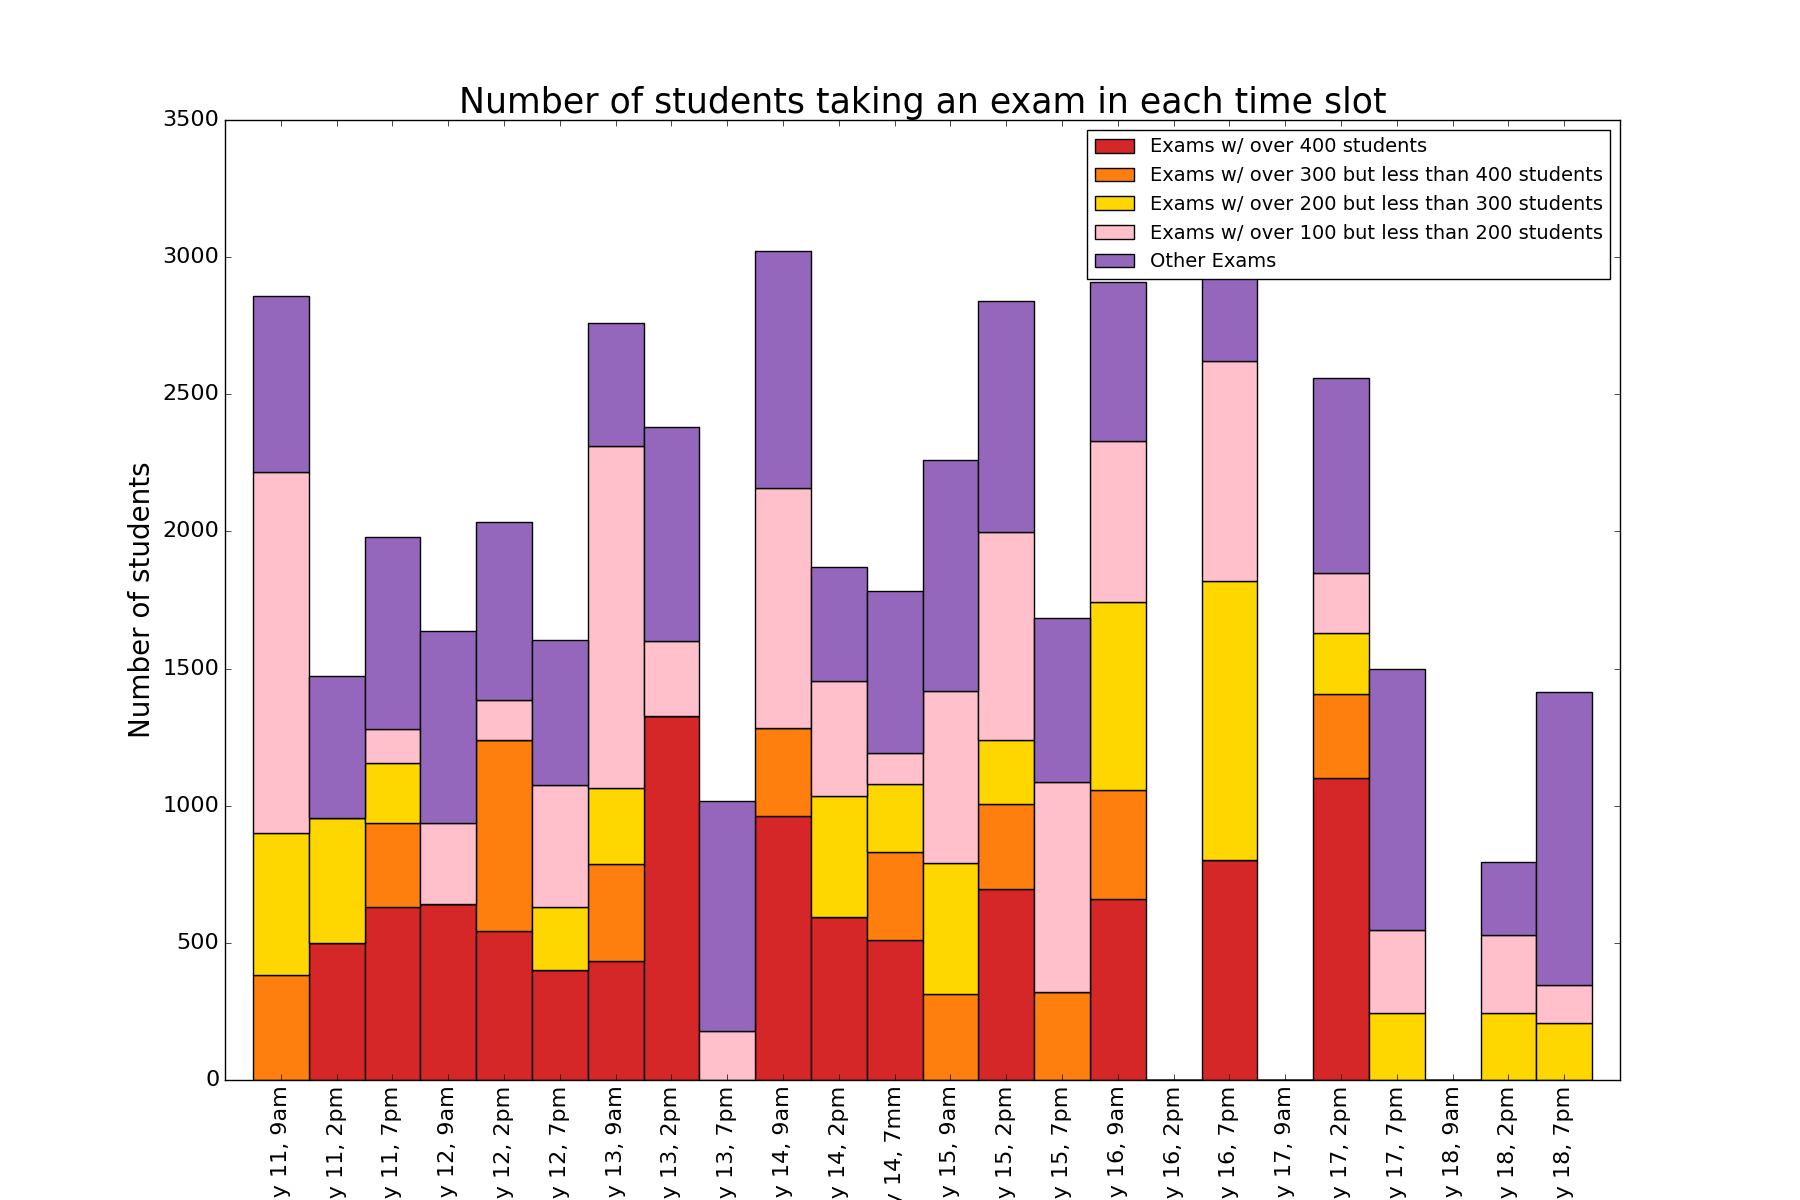 Number of students taking an exam in each time slot
Exams w/ over 400 students
Exams w/ over 300 but less than 400 students
Exams w/ over 200 but less than 300 students
Exams w/ over 100 but less than 200 students
Other Exams
Number of students
3500
3000
2500
2000
1500
1000
500
0
y 11, 9am
y 11, 2pm
y 11, 7pm
y 12, 9am
y 12, 2pm
y 12, 7pm
y 13, 9am
y 13, 2pm
y 13, 7pm
y 14, 9am
y 14, 2pm
y 14, 7mm
y 15, 9am
y 15, 2pm
y 15, 7pm
y 16, 9am
y 16, 2pm
y 16, 7pm
y 17, 9am
y 17, 2pm
y 17, 7pm
y 18, 9am
y 18, 2pm
y 18, 7pm